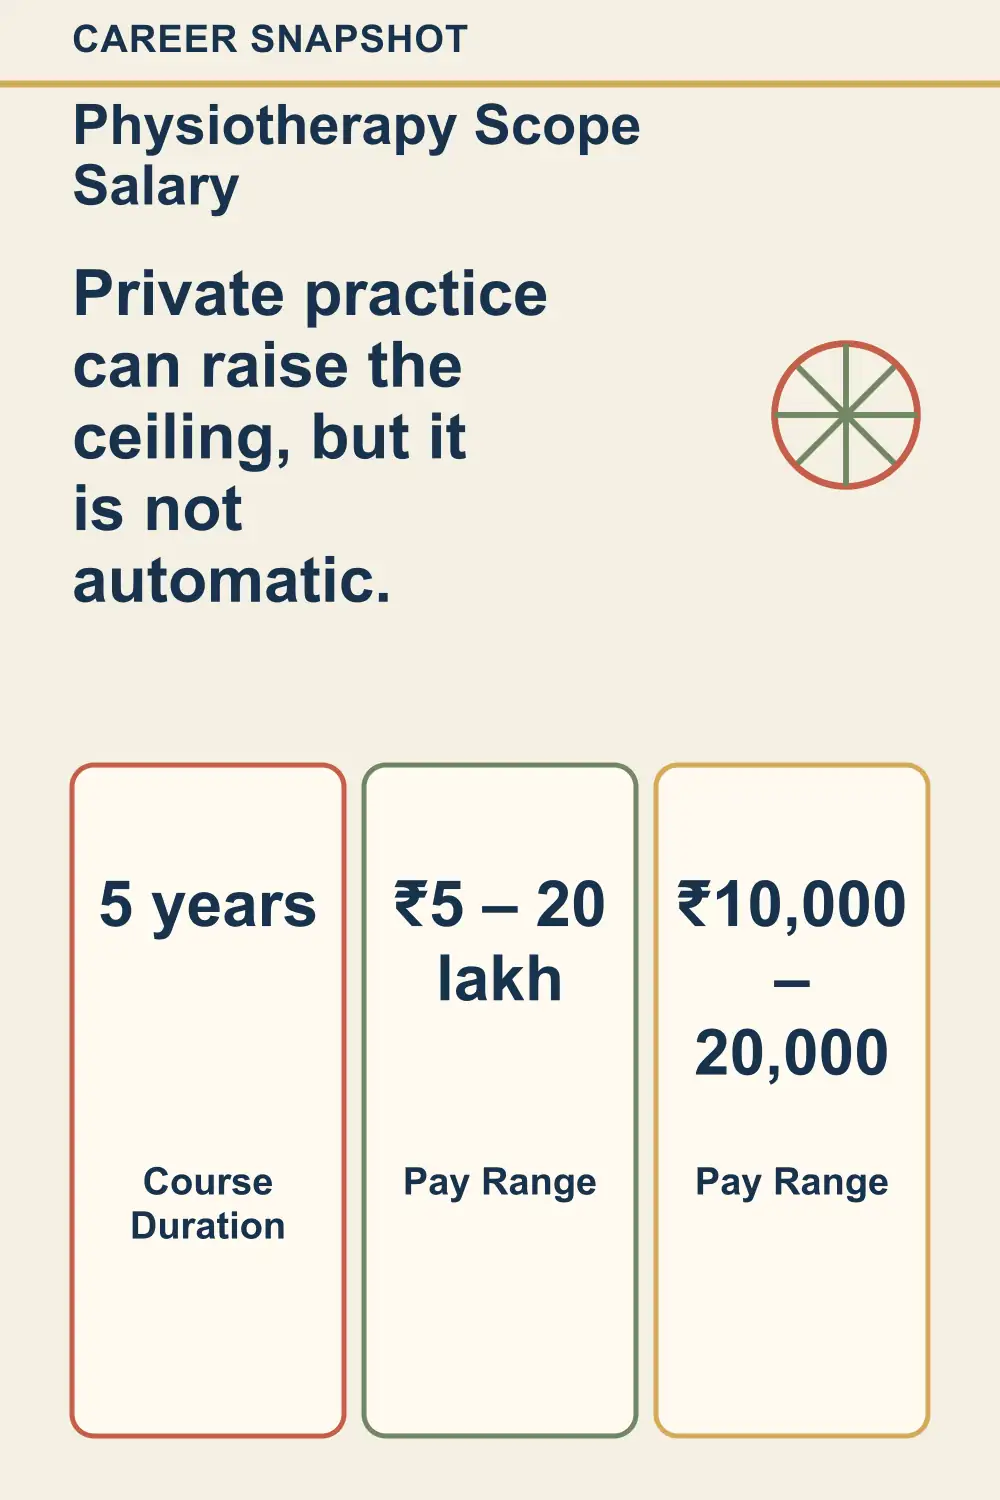 CAREER SNAPSHOT
Physiotherapy Scope
Salary
Private practice
can raise the
ceiling, but it
is not
automatic.
5 years
Course
Duration
₹5 – 20
lakh
Pay Range
₹10,000
–
20,000
Pay Range